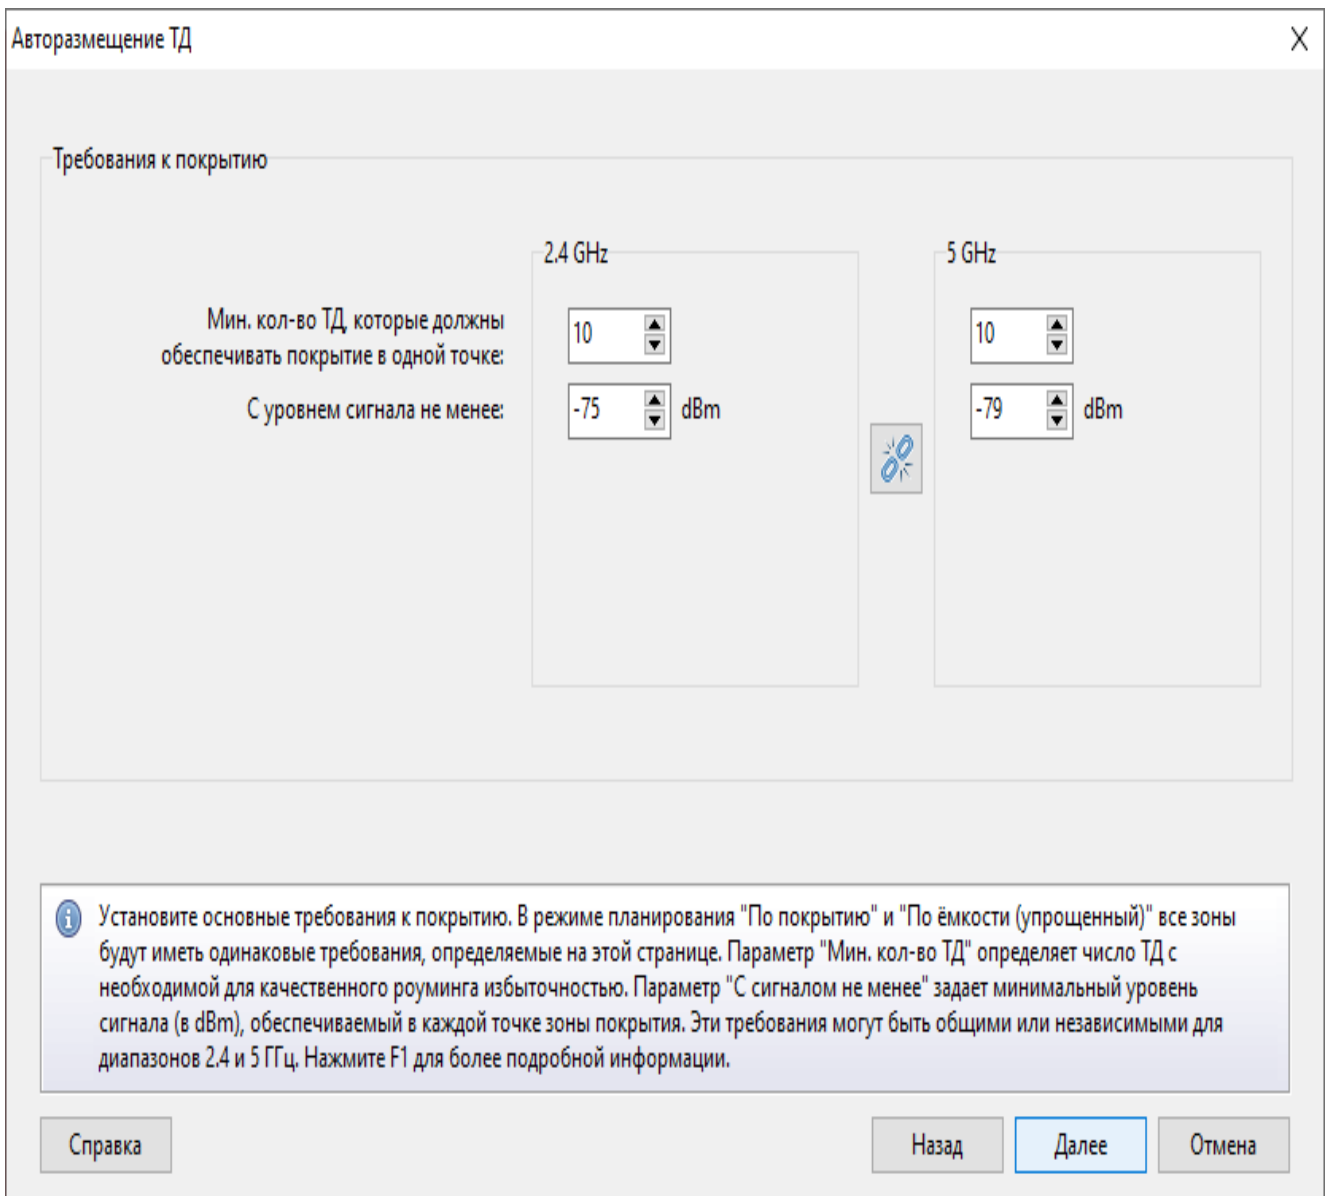 Авторазмещение ТД
Требования к покрытию
2.4 GHz
5 GHz
Мин. кол-во ТД, которые должны
обеспечивать покрытие в одной точке:
10
10
С уровнем сигнала не менее:
-75
dBm
-79
dBm
Установите основные требования к покрытию. В режиме планирования "По покрытию" и "По ёмкости (упрощенный)" все зоны
будут иметь одинаковые требования, определяемые на этой странице. Параметр "Мин. кол-во ТД" определяет число ТД с
необходимой для качественного роуминга избыточностью. Параметр "С сигналом не менее" задает минимальный уровень
сигнала (в dBm), обеспечиваемый в каждой точке зоны покрытия. Эти требования могут быть общими или независимыми для
диапазонов 2.4 и 5 ГГц. Нажмите F1 для более подробной информации.
Справка
Назад
Далее
Отмена